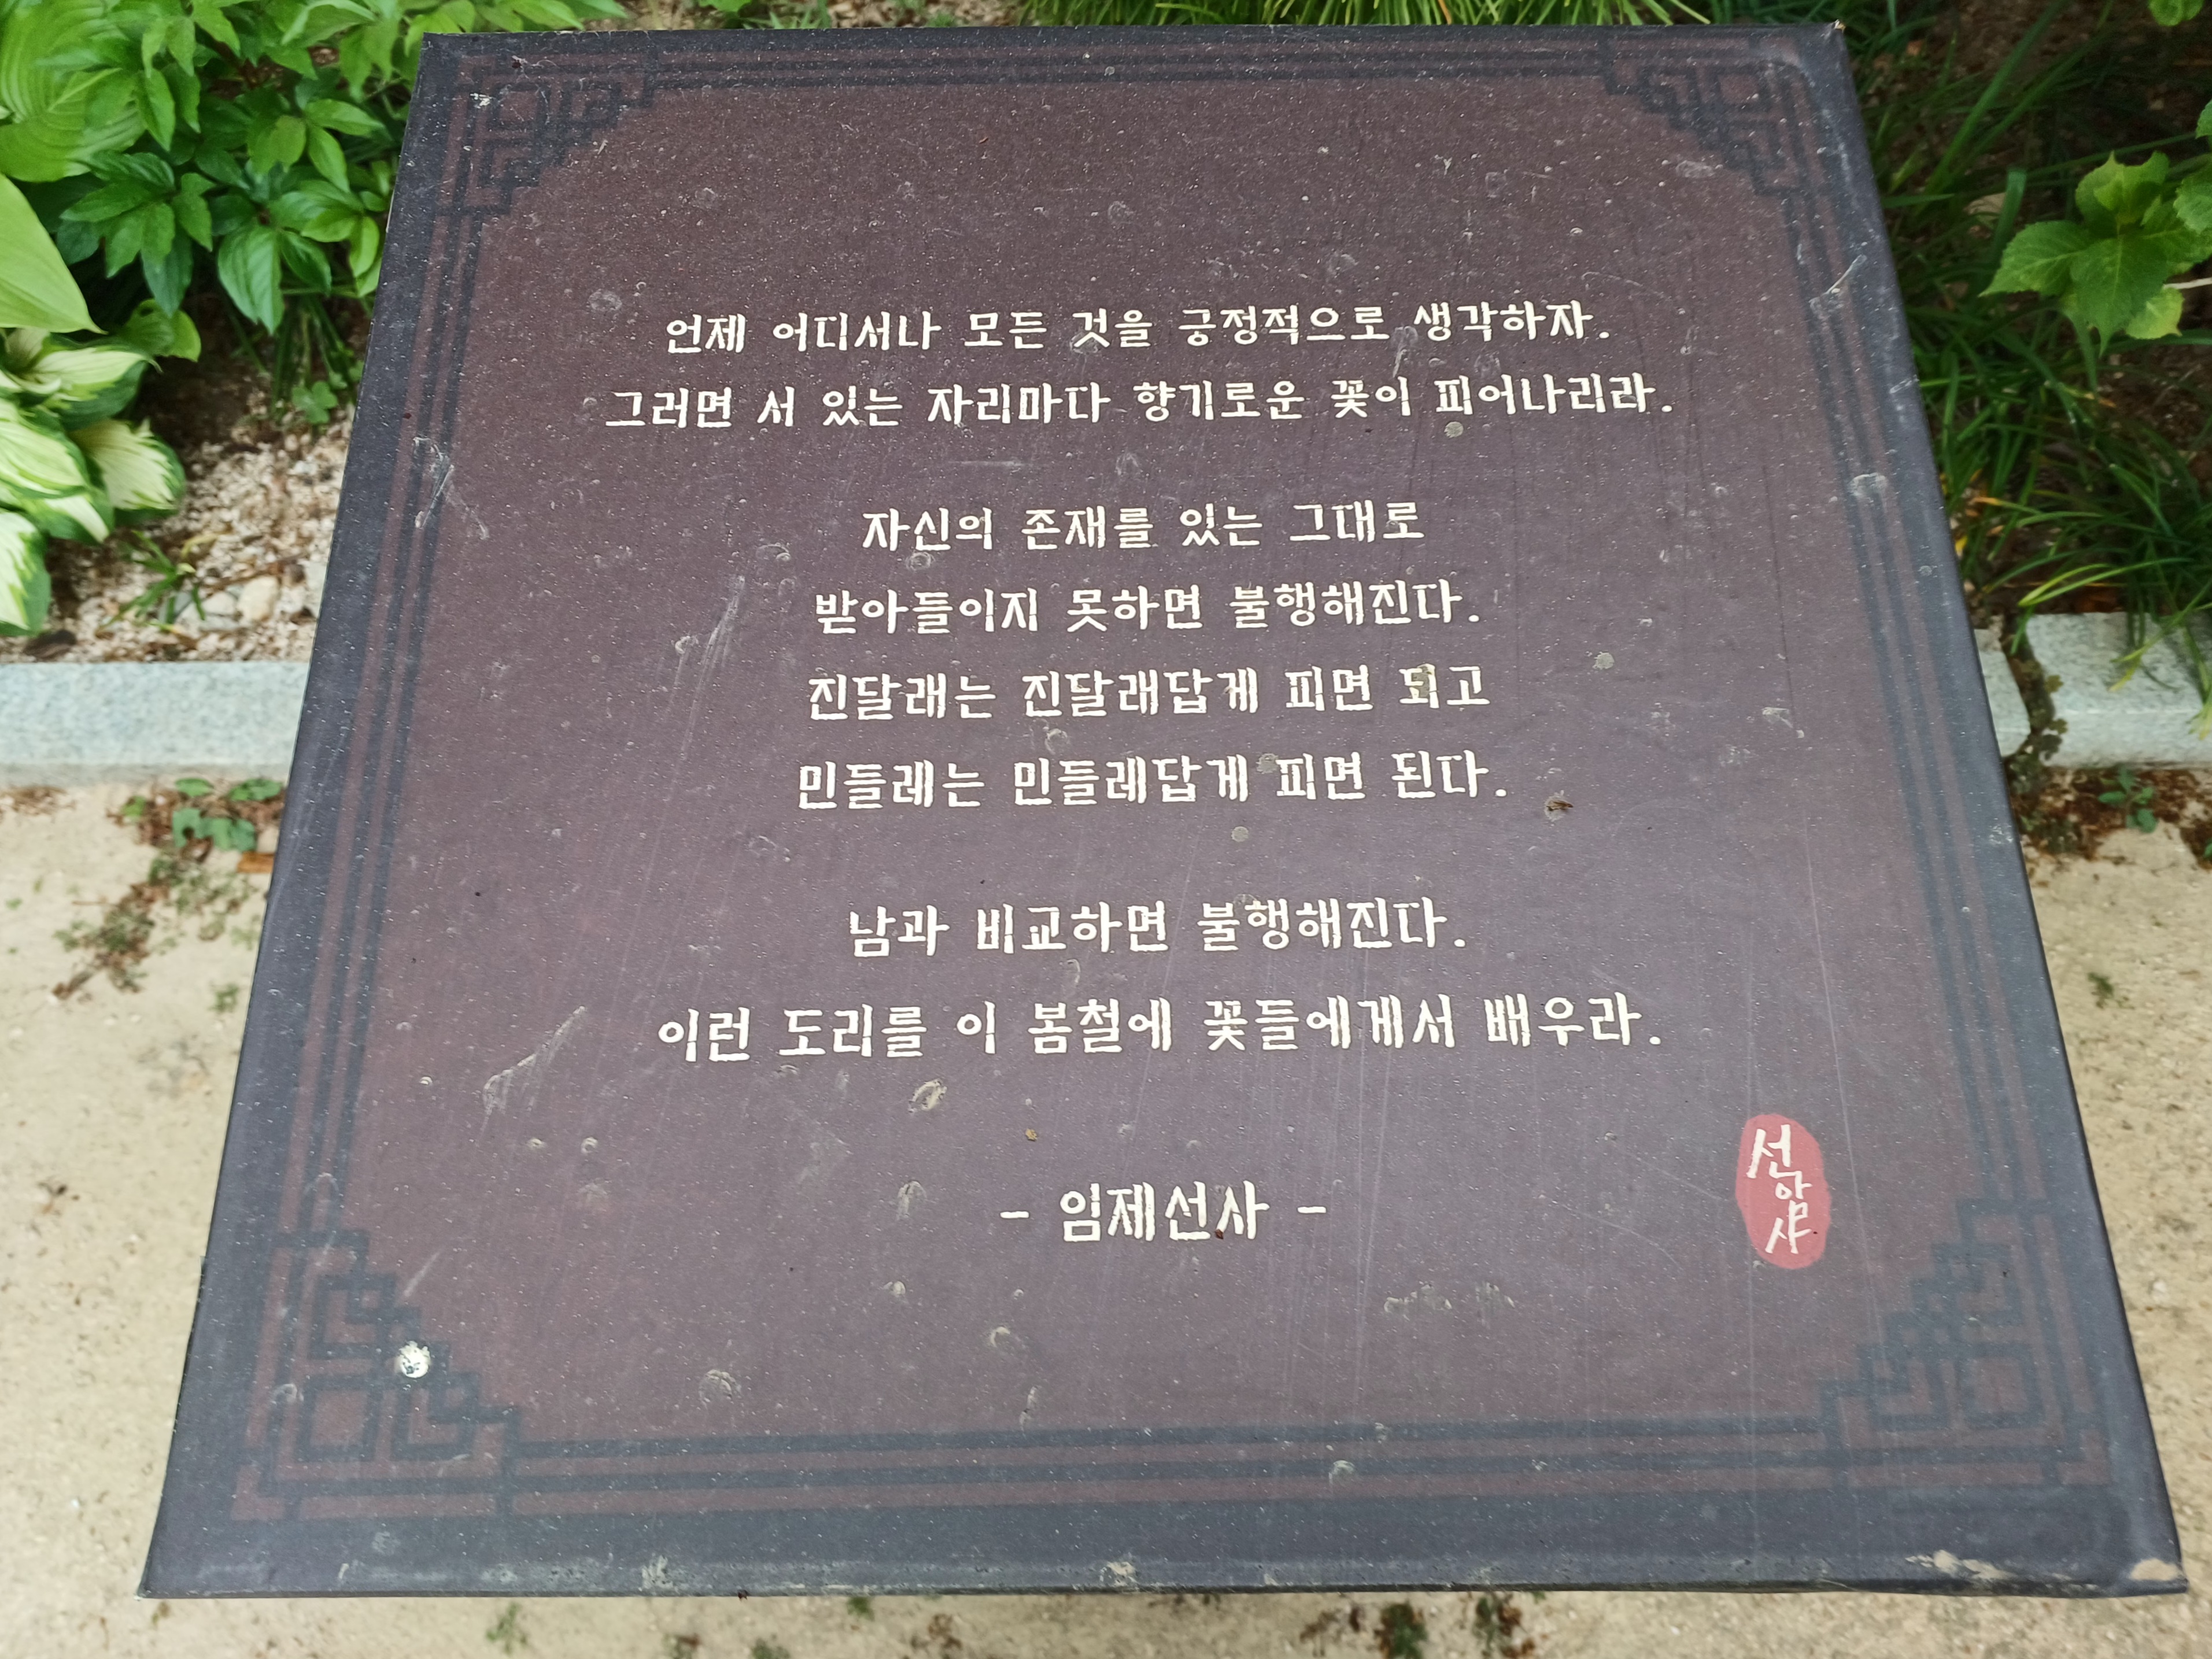 언제 어디서나 모든 것을 긍정적으로 생각하자.
그러면 서 있는 자리마다 향기로운 꽃이 피어나리라.
자신의 존재를 있는 그대로
받아들이지 못하면 불행해진다.
진달래는 진달래답게 피면 되고
민들레는 민들레답게 피면 된다.
남과 비교하면 불행해진다.
이런 도리를 이 봄철에 꽃들에게서 배우라.
- 임제선사 -
선암사